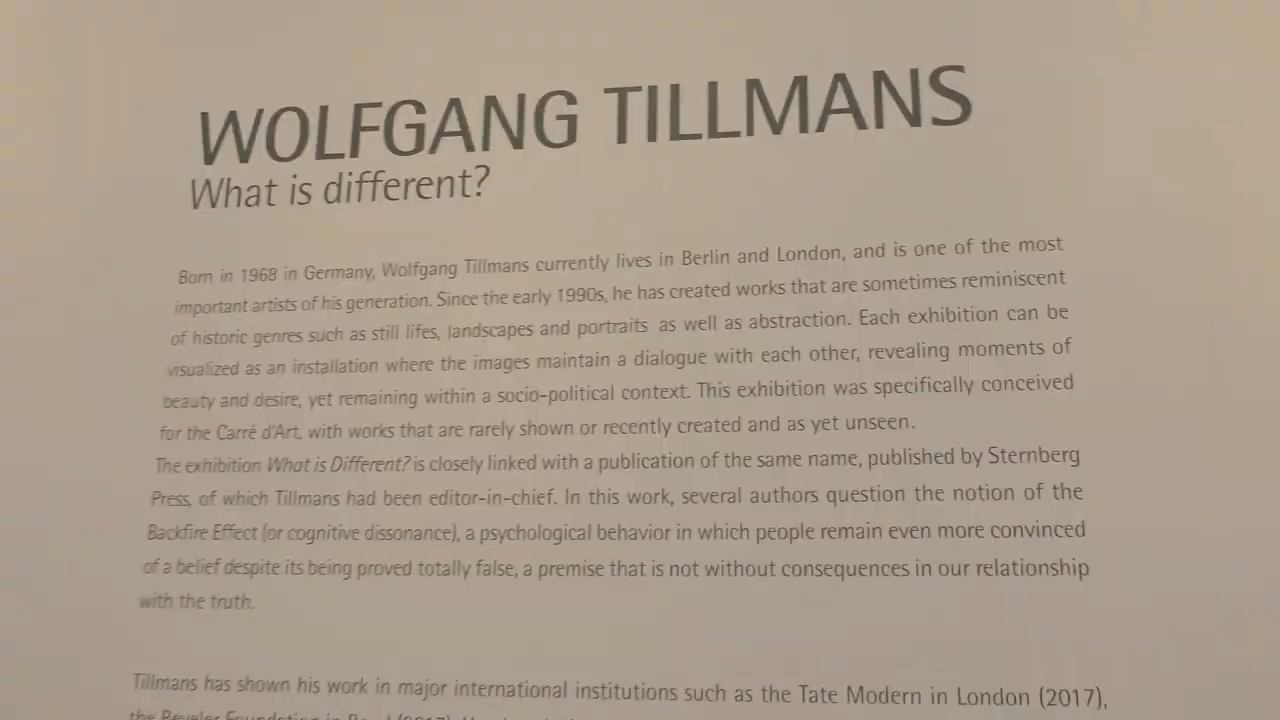 WOLFGANG TILLMANS
What is different?
Born in 1968 in Germany, Wolfgang Tillmans currently lives in Berlin and London, and is one of the most
important artists of his generation. Since the early 1990s, he has created works that are sometimes reminiscent
of historic genres such as still lifes, landscapes and portraits as well as abstraction. Each exhibition can be
visualized as an installation where the images maintain a dialogue with each other, revealing moments of
beauty and desire, yet remaining within a socio-political context. This exhibition was specifically conceived
for the Carré d'Art, with works that are rarely shown or recently created and as yet unseen.
The exhibition What is Different? is closely linked with a publication of the same name, published by Sternberg
Press, of which Tillmans had been editor-in-chief. In this work, several authors question the notion of the
Backfire Effect (or cognitive dissonance), a psychological behavior in which people remain even more convinced
of a belief despite its being proved totally false, a premise that is not without consequences in our relationship
with the truth.
Tillmans has shown his work in major international institutions such as the Tate Modern in London (2017),
the